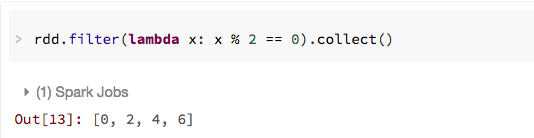 > rdd.filter(lambda x: x % 2 == 0).collect()
(1) Spark Jobs
Out[13]: [0, 2, 4, 6]